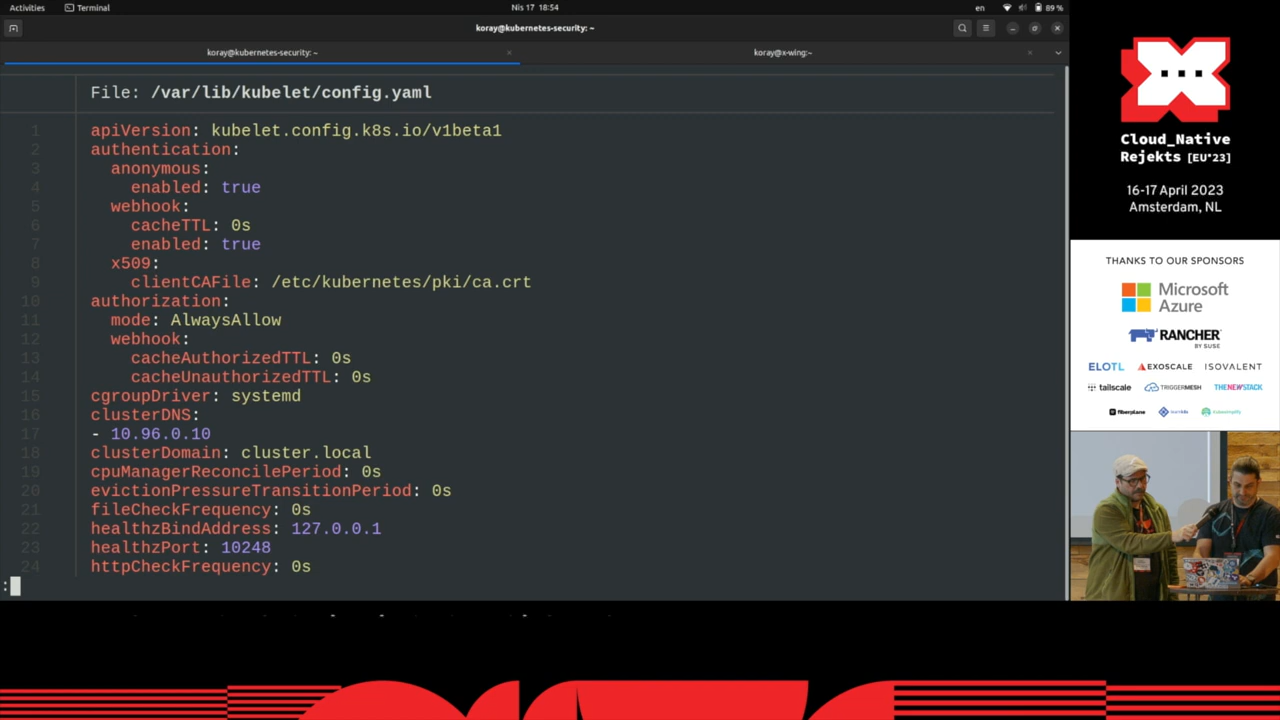 Activities
Terminal
Nis 17 18:54
en
89 %
koray@kubernetes-security: ~
koray@kubernetes-security: ~
koray@x-wing:~
File: /var/lib/kubelet/config.yaml
1 apiVersion: kubelet.config.k8s.io/v1beta1
2 authentication:
3 anonymous:
4 enabled: true
5 webhook:
6 cacheTTL: 0s
7 enabled: true
8 x509:
9 clientCAFile: /etc/kubernetes/pki/ca.crt
10 authorization:
11 mode: AlwaysAllow
12 webhook:
13 cacheAuthorizedTTL: 0s
14 cacheUnauthorizedTTL: 0s
15 cgroupDriver: systemd
16 clusterDNS:
17 - 10.96.0.10
18 clusterDomain: cluster.local
19 cpuManagerReconcilePeriod: 0s
20 evictionPressureTransitionPeriod: 0s
21 fileCheckFrequency: 0s
22 healthzBindAddress: 127.0.0.1
23 healthzPort: 10248
24 httpCheckFrequency: 0s
:
Cloud_Native
Rejekts [EU°23]
16-17 April 2023
Amsterdam, NL
THANKS TO OUR SPONSORS
Microsoft
Azure
RANCHER
BY SUSE
ELOTL
EXOSCALE
ISOVALENT
tailscale
TRIGGERMESH
THENEWSTACK
fiberplane